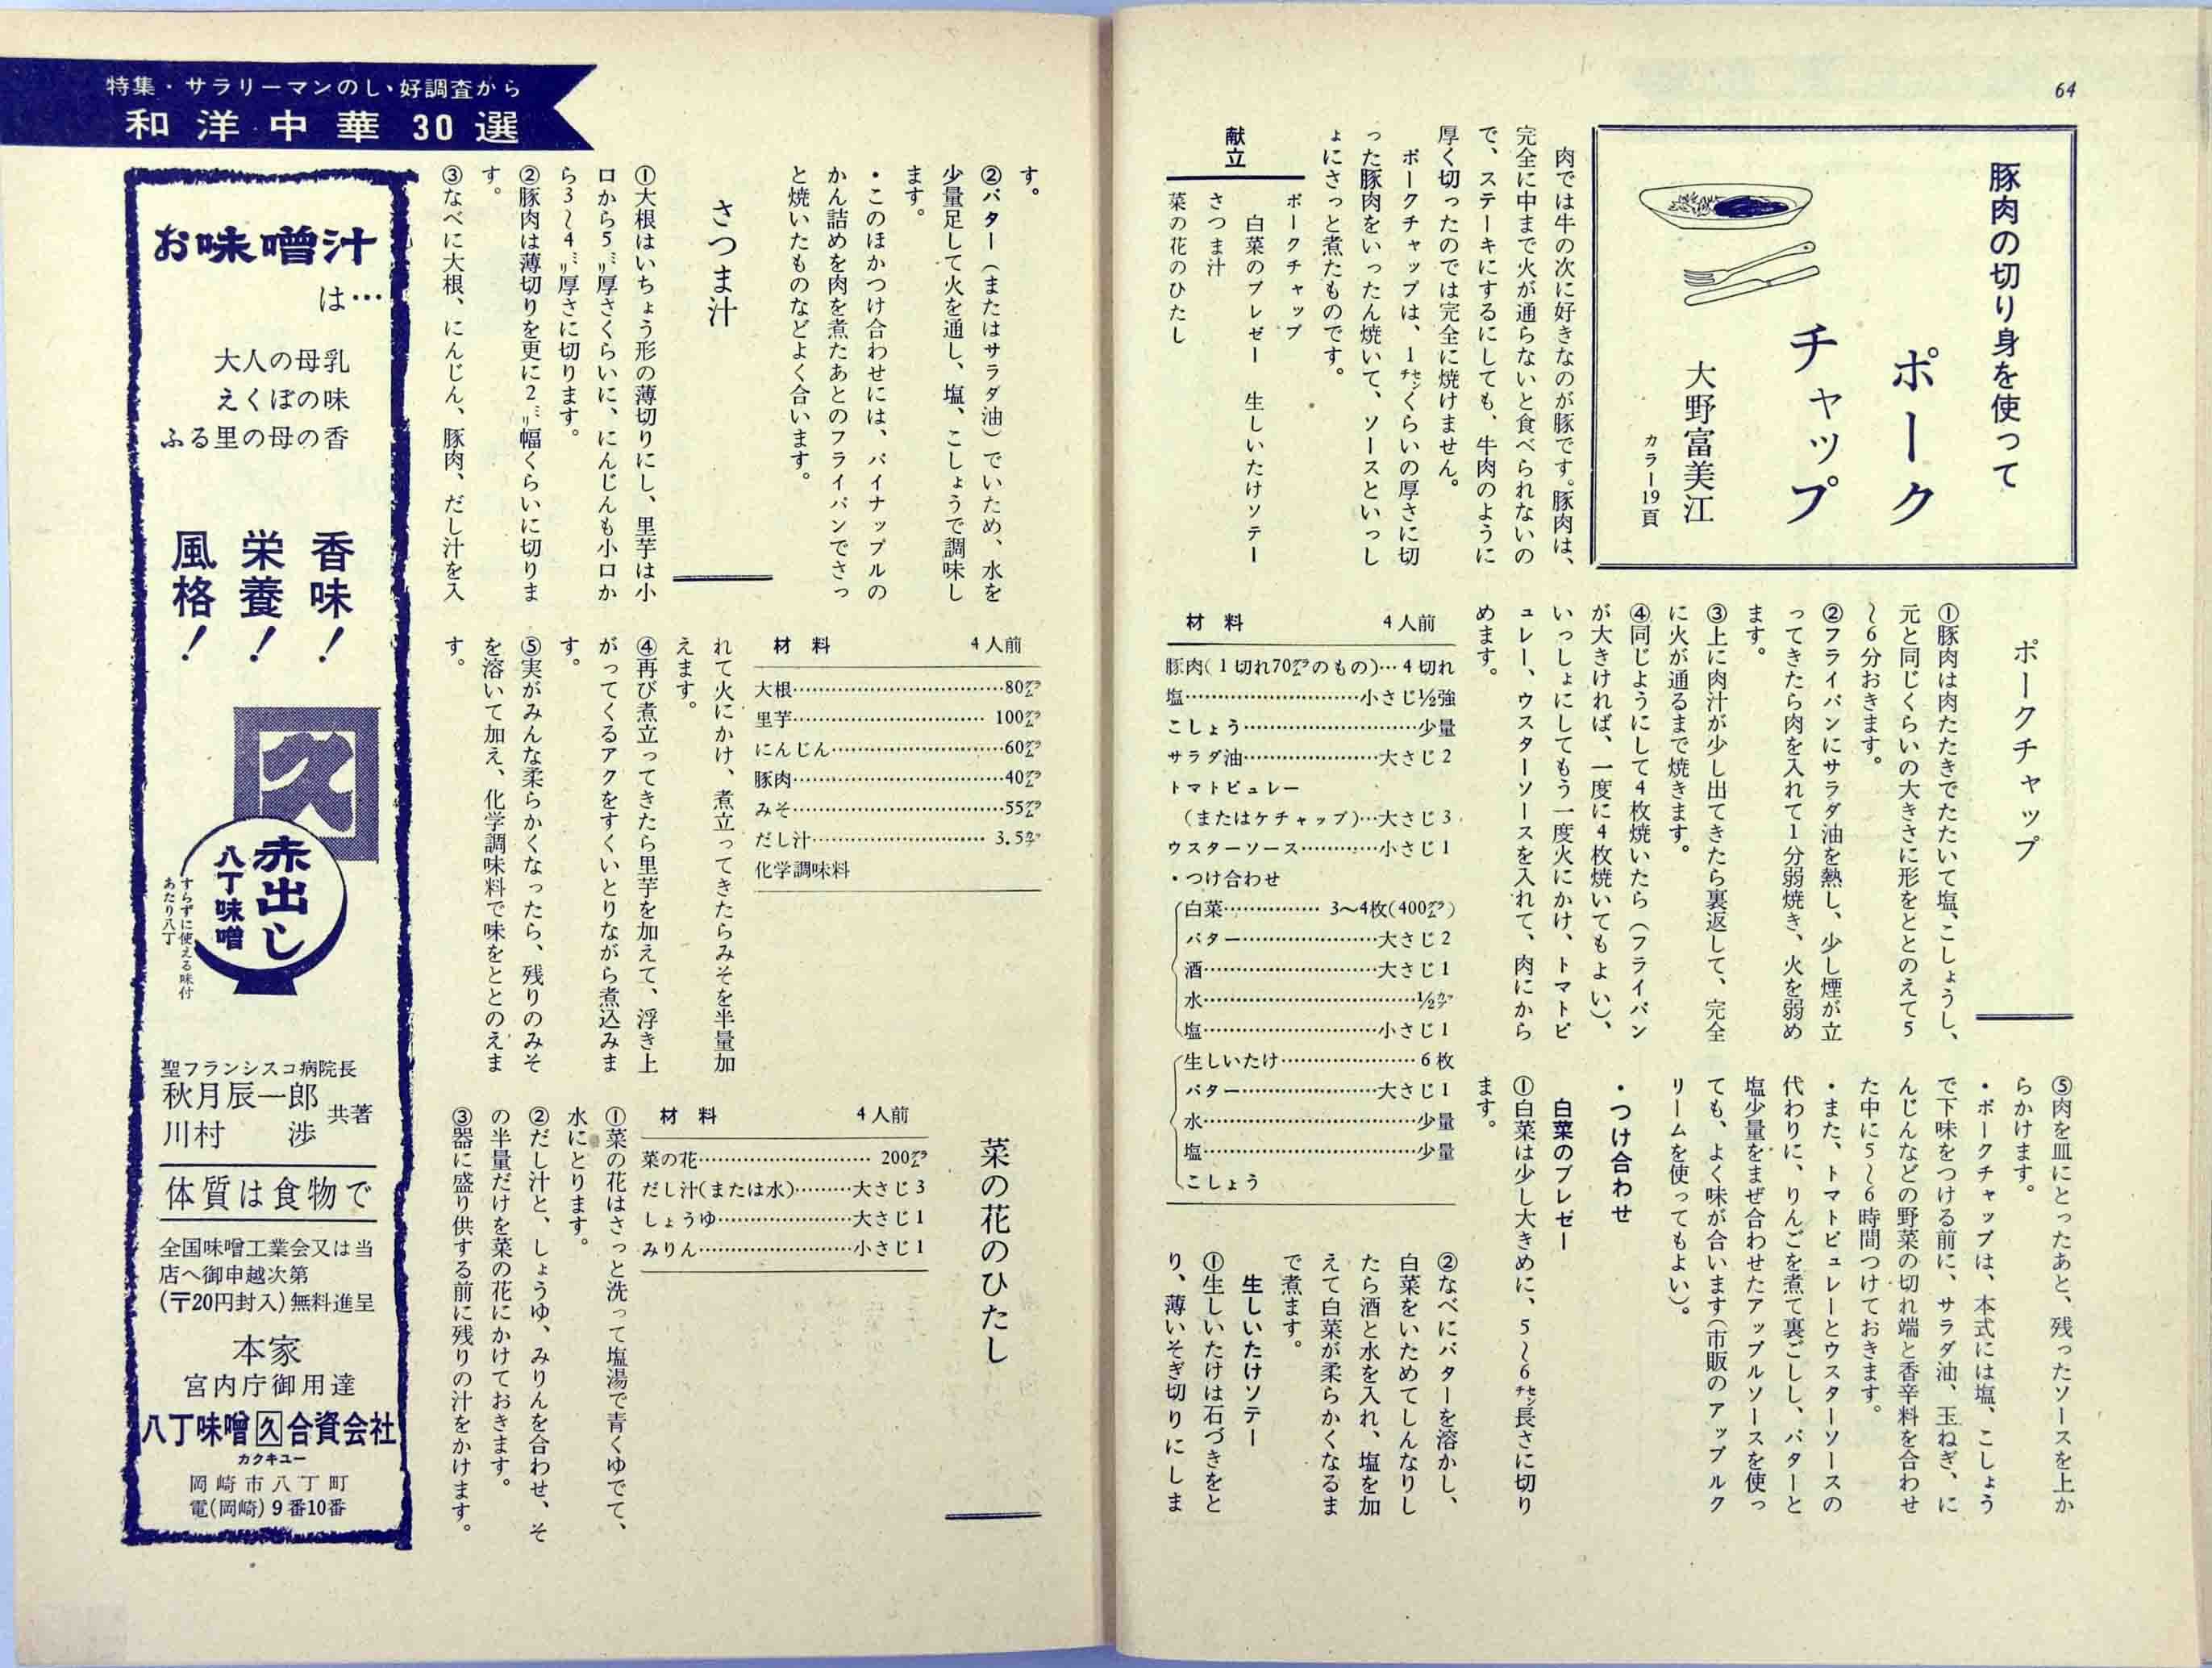 64
豚肉の切り身を使って
ポーク
チャップ
大野富美江
カラー19頁
肉では牛の次に好きなのが豚です。豚肉は、
完全に中まで火が通らないと食べられないの
で、ステーキにするにしても、牛肉のように
厚く切ったのでは完全に焼けません。
ポークチャップは、1センチくらいの厚さに切
った豚肉をいったん焼いて、ソースといっし
ょにさっと煮たものです。
献立
ポークチャップ
白菜のブレゼー 生しいたけソテー
さつま汁
菜の花のひたし
ポークチャップ
①豚肉は肉たたきでたたいて塩、こしょうし、
元と同じくらいの大きさに形をととのえて5
〜6分おきます。
②フライパンにサラダ油を熱し、少し煙が立
ってきたら肉を入れて1分弱焼き、火を弱め
ます。
③上に肉汁が少し出てきたら裏返して、完全
に火が通るまで焼きます。
④同じようにして4枚焼いたら（フライパン
が大きければ、一度に4枚焼いてもよい）、
いっしょにしてもう一度火にかけ、トマトピ
ュレー、ウスターソースを入れて、肉にから
めます。
材料 4人前
豚肉(1切れ70グラムのもの)…4切れ
塩…小さじ½強
こしょう…少量
サラダ油…大さじ2
トマトピュレー
（またはケチャップ）…大さじ3
ウスターソース…小さじ1
・つけ合わせ
白菜…3〜4枚(400グラム)
バター…大さじ2
酒…大さじ1
水…½カップ
塩…小さじ1
生しいたけ…6枚
バター…大さじ1
水…少量
塩…少量
こしょう
⑤肉を皿にとったあと、残ったソースを上か
らかけます。
・ポークチャップは、本式には塩、こしょう
で下味をつける前に、サラダ油、玉ねぎ、に
んじんなどの野菜の切れ端と香辛料を合わせ
た中に5〜6時間つけておきます。
・また、トマトピュレーとウスターソースの
代わりに、りんごを煮て裏ごしし、バターと
塩少量をまぜ合わせたアップルソースを使っ
ても、よく味が合います（市販のアップルク
リームを使ってもよい）。
・つけ合わせ
白菜のブレゼー
①白菜は少し大きめに、5〜6センチ長さに切り
ます。
②なべにバターを溶かし、
白菜をいためてしんなりし
たら酒と水を入れ、塩を加
えて白菜が柔らかくなるま
で煮ます。
生しいたけソテー
①生しいたけは石づきをと
り、薄いそぎ切りにしま
す。
②バター（またはサラダ油）でいため、水を
少量足して火を通し、塩、こしょうで調味し
ます。
・このほかつけ合わせには、パイナップルの
かん詰めを肉を煮たあとのフライパンでさっ
と焼いたものなどよく合います。
さつま汁
①大根はいちょう形の薄切りにし、里芋は小
口から5ミリ厚さくらいに、にんじんも小口か
ら3〜4ミリ厚さに切ります。
②豚肉は薄切りを更に2ミリ幅くらいに切りま
す。
③なべに大根、にんじん、豚肉、だし汁を入
材料 4人前
大根…80グラム
里芋…100グラム
にんじん…60グラム
豚肉…40グラム
みそ…55グラム
だし汁…3.5カップ
化学調味料
れて火にかけ、煮立ってきたらみそを半量加
えます。
④再び煮立ってきたら里芋を加えて、浮き上
がってくるアクをすくいとりながら煮込みま
す。
⑤実がみんな柔らかくなったら、残りのみそ
を溶いて加え、化学調味料で味をととのえま
す。
菜の花のひたし
材料 4人前
菜の花…200グラム
だし汁(または水)…大さじ3
しょうゆ…大さじ1
みりん…小さじ1
①菜の花はさっと洗って塩湯で青くゆでて、
水にとります。
②だし汁と、しょうゆ、みりんを合わせ、そ
の半量だけを菜の花にかけておきます。
③器に盛り供する前に残りの汁をかけます。
特集・サラリーマンのし、好調査から
和洋中華30選
お味噌汁
は…
大人の母乳
えくぼの味
ふる里の母の香
香味！
栄養！
風格！
久
赤出し
八丁味噌
すらずに使える味付
あたり八丁
聖フランシスコ病院長
秋月辰一郎
川村 渉
共著
体質は食物で
全国味噌工業会又は当
店へ御申越次第
(〒20円封入)無料進呈
本家
宮内庁御用達
八丁味噌久合資会社
カクキユー
岡崎市八丁町
電(岡崎)9番10番